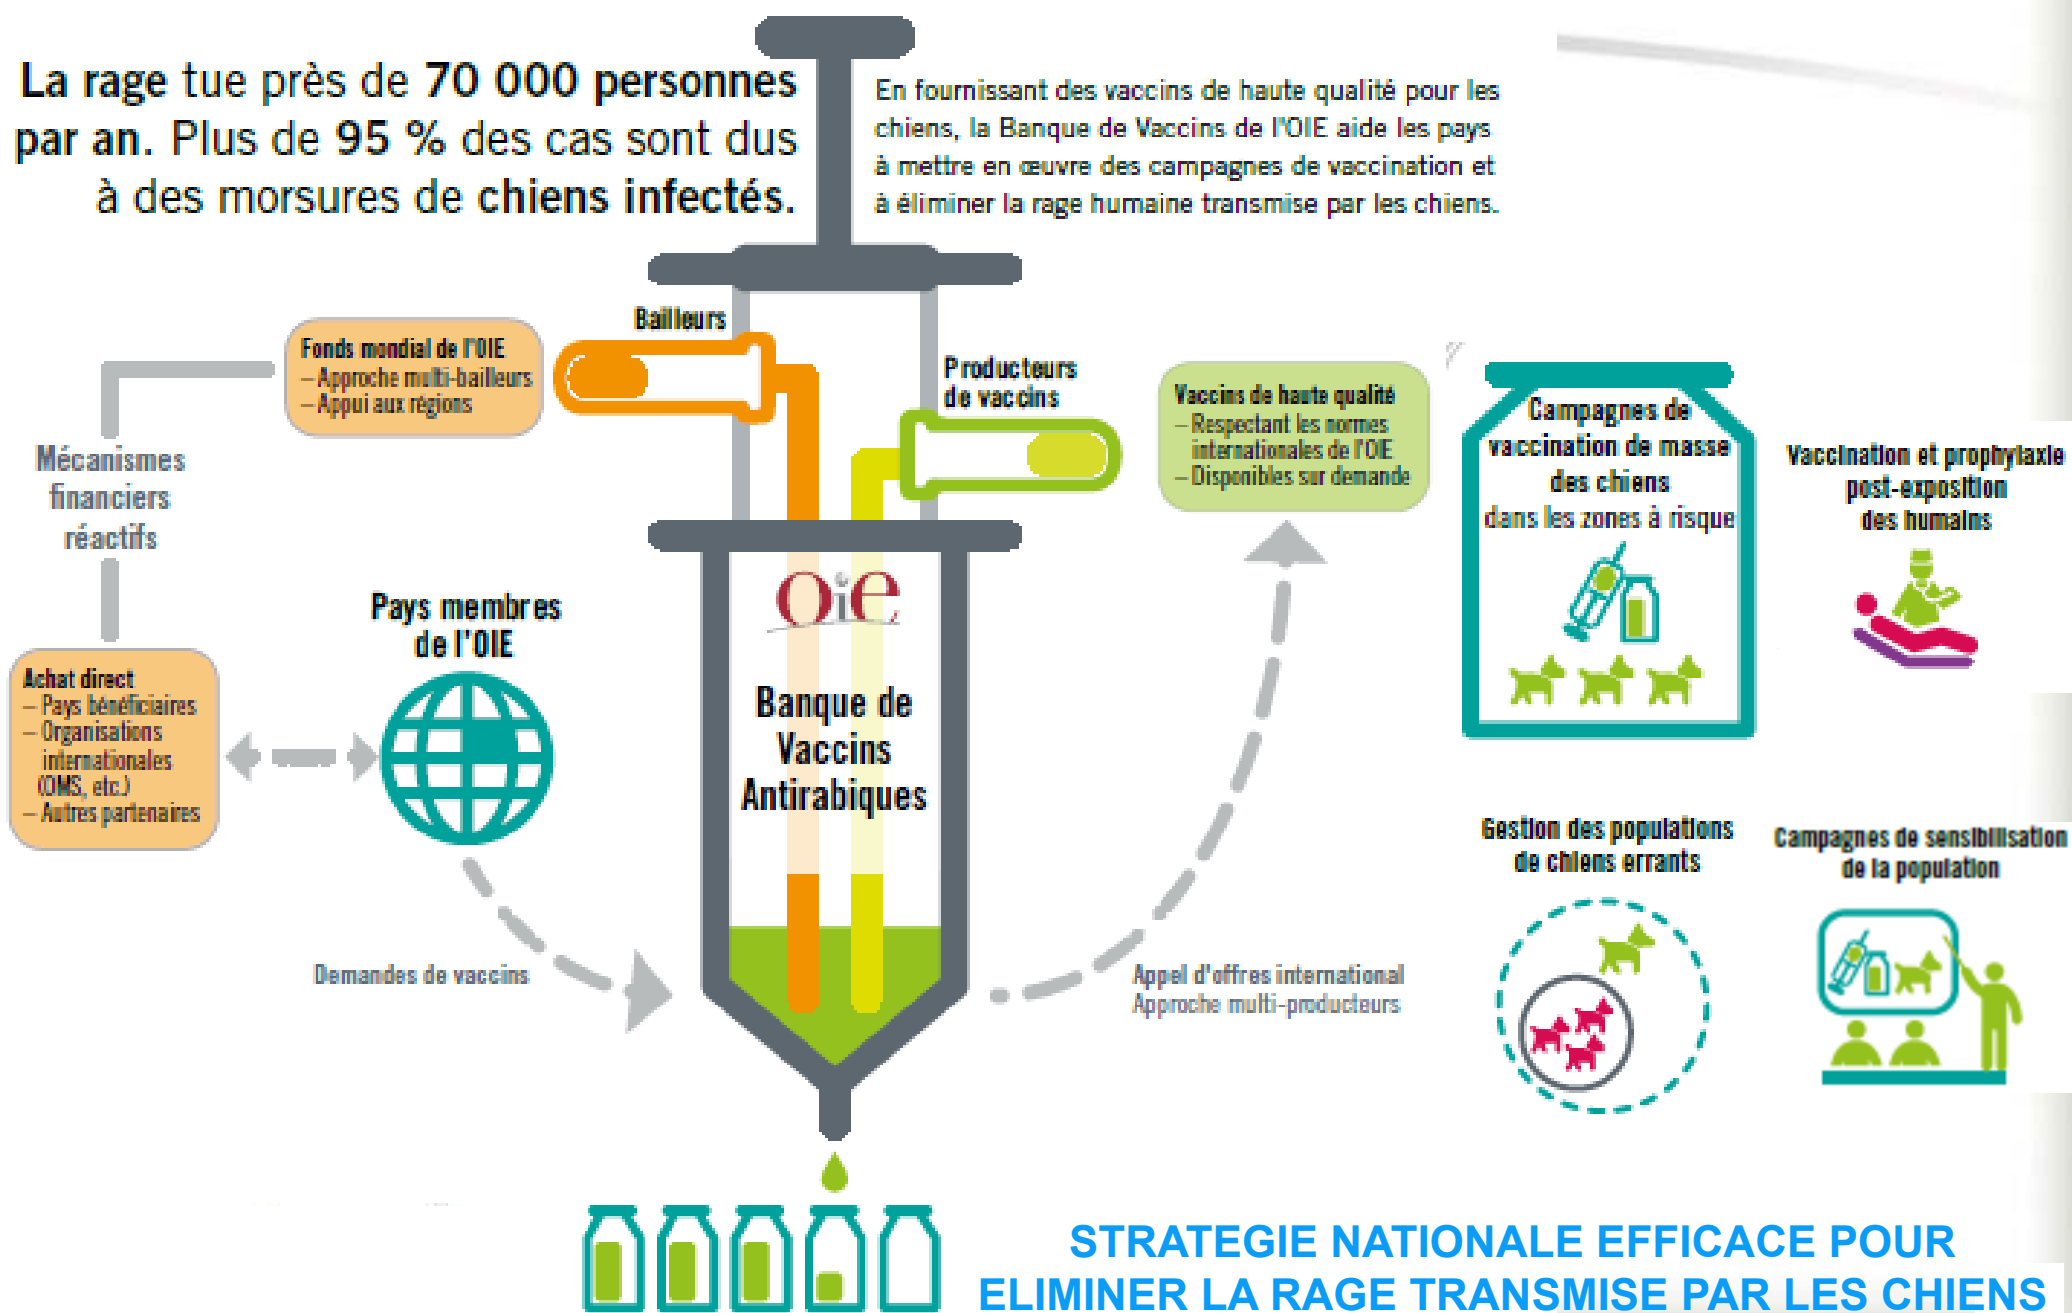 La rage tue près de 70 000 personnes
par an. Plus de 95 % des cas sont dus
à des morsures de chiens infectés.
En fournissant des vaccins de haute qualité pour les
chiens, la Banque de Vaccins de l'OIE aide les pays
à mettre en œuvre des campagnes de vaccination et
à éliminer la rage humaine transmise par les chiens.
Bailleurs
Fonds mondial de l'OIE
– Approche multi-bailleurs
– Appui aux régions
Producteurs
de vaccins
Vaccins de haute qualité
– Respectant les normes
internationales de l'OIE
– Disponibles sur demande
Campagnes de
vaccination de masse
des chiens
dans les zones à risque
Vaccination et prophylaxie
post-exposition
des humains
Mécanismes
financiers
réactifs
Pays membres
de l'OIE
OIE
Achat direct
– Pays bénéficiaires
– Organisations
internationales
(OMS, etc.)
– Autres partenaires
Banque de
Vaccins
Antirabiques
Gestion des populations
de chiens errants
Campagnes de sensibilisation
de la population
Demandes de vaccins
Appel d'offres international
Approche multi-producteurs
STRATEGIE NATIONALE EFFICACE POUR
ELIMINER LA RAGE TRANSMISE PAR LES CHIENS